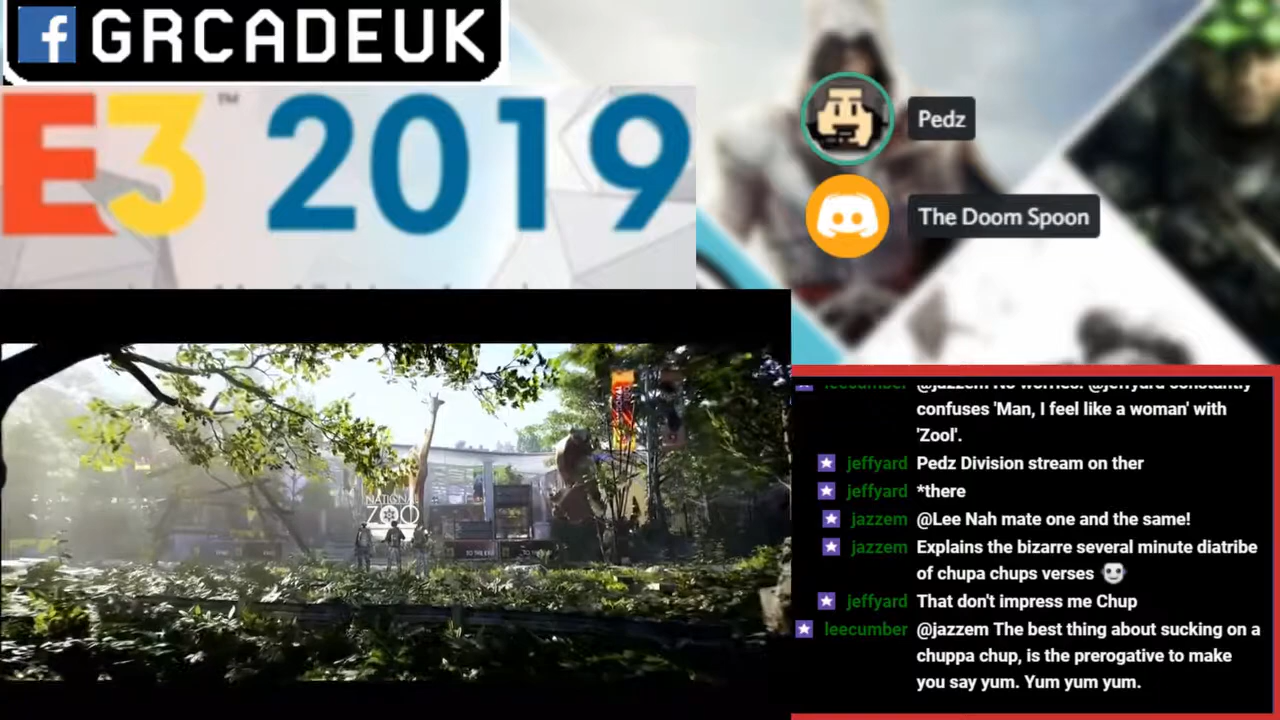 f GRCADEUK
E3™ 2019
Pedz
The Doom Spoon
NATIONAL
ZOO
leecumber @jazzem No worries! @jeffyard constantly
confuses 'Man, I feel like a woman' with
'Zool'.
jeffyard Pedz Division stream on ther
jeffyard *there
jazzem @Lee Nah mate one and the same!
jazzem Explains the bizarre several minute diatribe
of chupa chups verses
jeffyard That don't impress me Chup
leecumber @jazzem The best thing about sucking on a
chuppa chup, is the prerogative to make
you say yum. Yum yum yum.